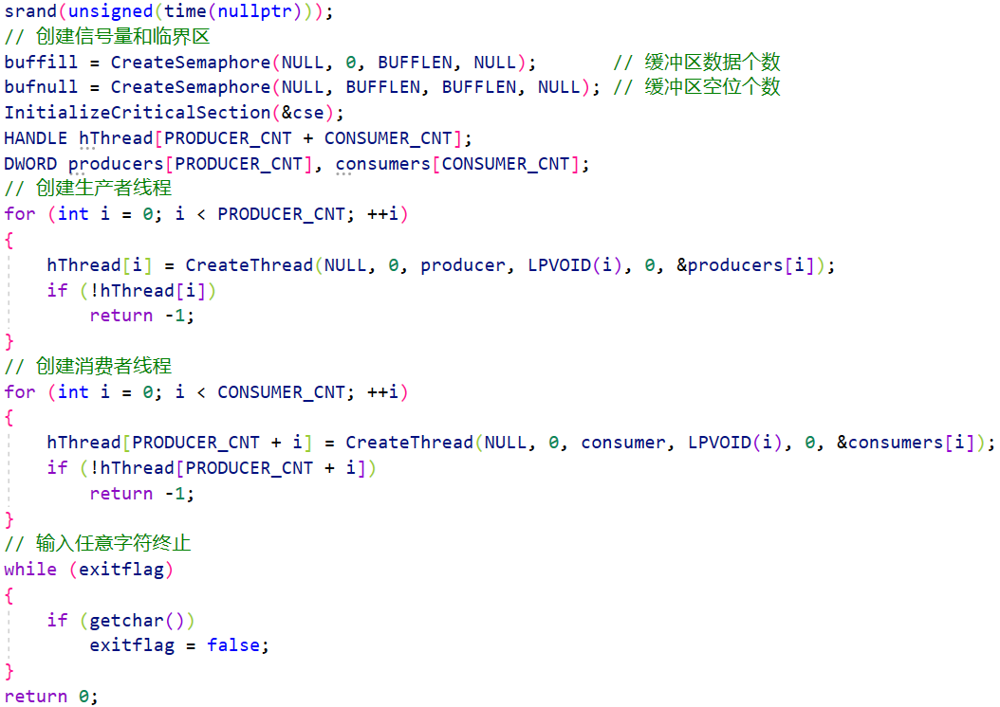 srand(unsigned(time(nullptr)));
// 创建信号量和临界区
buffill = CreateSemaphore(NULL, 0, BUFFLEN, NULL);       // 缓冲区数据个数
bufnull = CreateSemaphore(NULL, BUFFLEN, BUFFLEN, NULL); // 缓冲区空位个数
InitializeCriticalSection(&cse);
HANDLE hThread[PRODUCER_CNT + CONSUMER_CNT];
DWORD producers[PRODUCER_CNT], consumers[CONSUMER_CNT];
// 创建生产者线程
for (int i = 0; i < PRODUCER_CNT; ++i)
{
    hThread[i] = CreateThread(NULL, 0, producer, LPVOID(i), 0, &producers[i]);
    if (!hThread[i])
        return -1;
}
// 创建消费者线程
for (int i = 0; i < CONSUMER_CNT; ++i)
{
    hThread[PRODUCER_CNT + i] = CreateThread(NULL, 0, consumer, LPVOID(i), 0, &consumers[i]);
    if (!hThread[PRODUCER_CNT + i])
        return -1;
}
// 输入任意字符终止
while (exitflag)
{
    if (getchar())
        exitflag = false;
}
return 0;